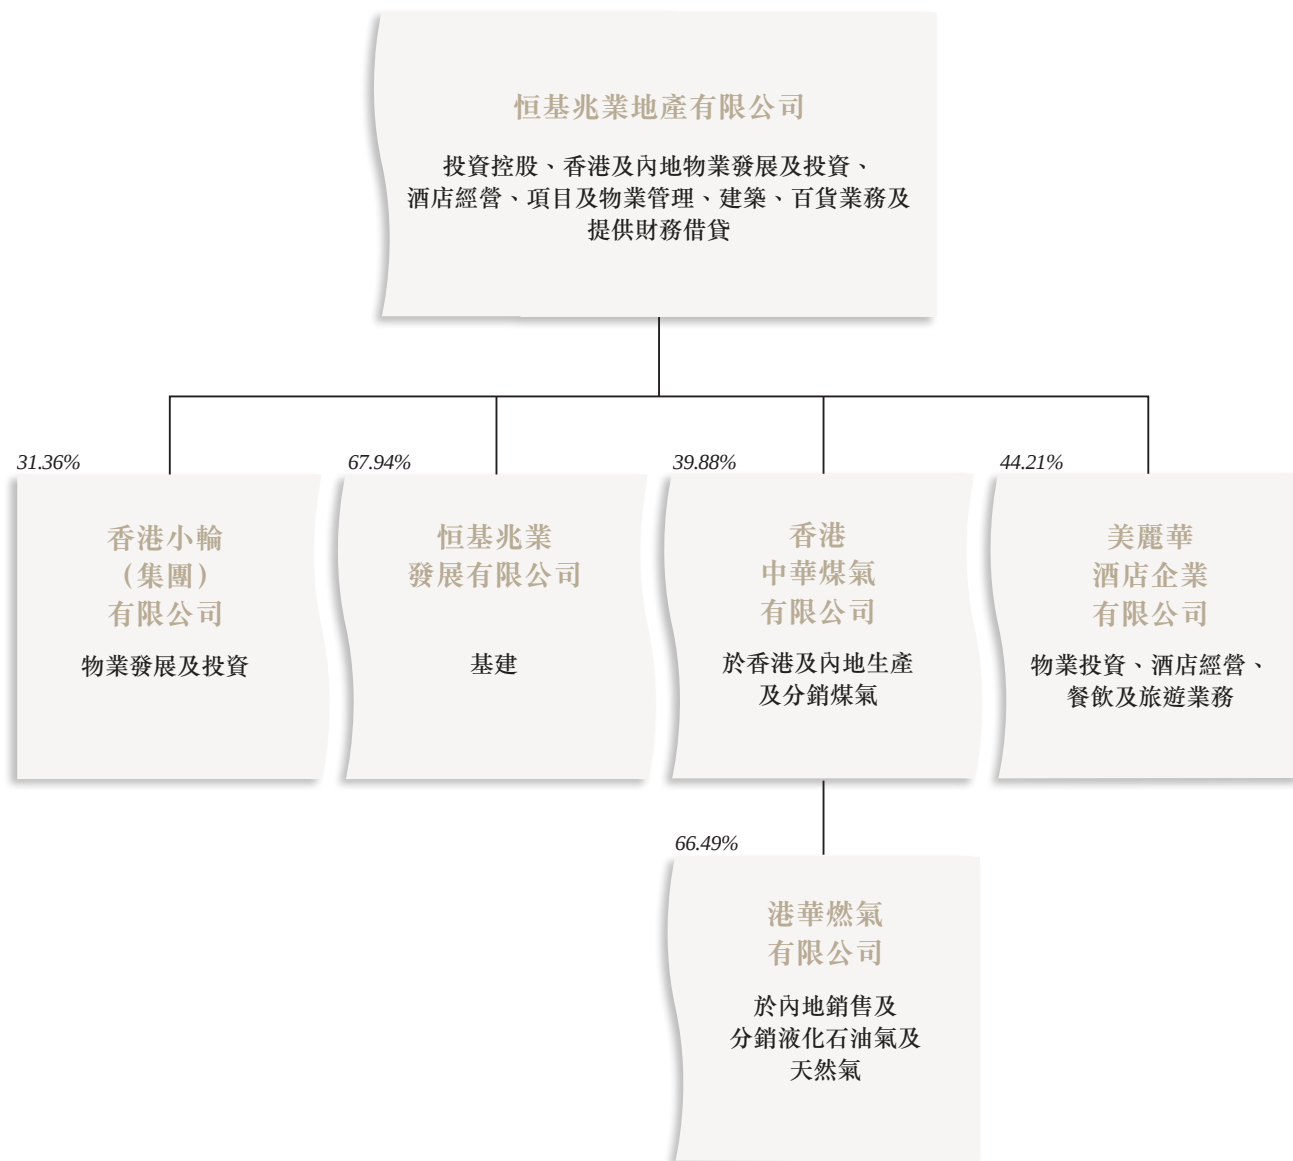 恒基兆業地產有限公司
投資控股、香港及內地物業發展及投資、
酒店經營、項目及物業管理、建築、百貨業務及
提供財務借貸
31.36%
香港小輪
（集團）
有限公司
物業發展及投資
67.94%
恒基兆業
發展有限公司
基建
39.88%
香港
中華煤氣
有限公司
於香港及內地生產
及分銷煤氣
44.21%
美麗華
酒店企業
有限公司
物業投資、酒店經營、
餐飲及旅遊業務
66.49%
港華燃氣
有限公司
於內地銷售及
分銷液化石油氣及
天然氣